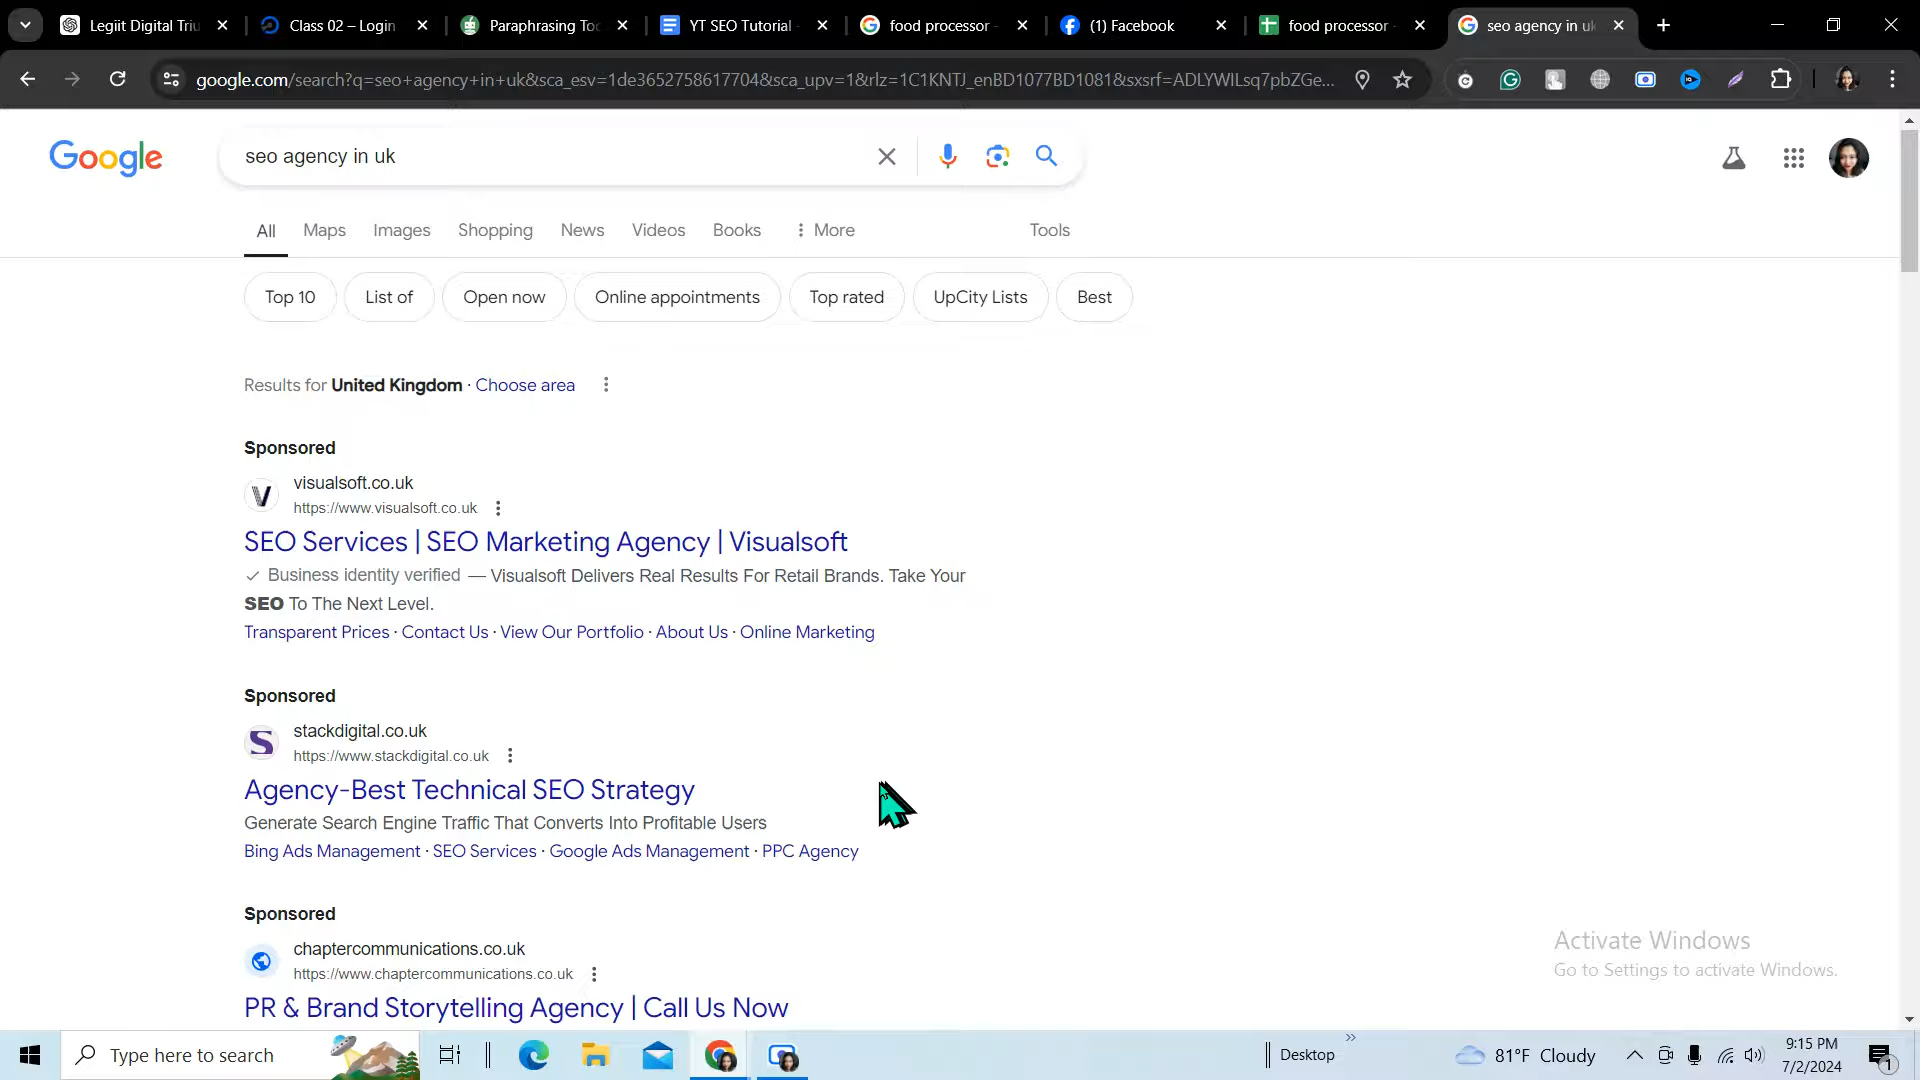 Legiit Digital Triu
Class 02 – Login
Paraphrasing Too
YT SEO Tutorial -
food processor -
(1) Facebook
food processor -
seo agency in uk
google.com/search?q=seo+agency+in+uk&sca_esv=1de3652758617704&sca_upv=1&rlz=1C1KNTJ_enBD1077BD1081&sxsrf=ADLYWILsq7pbZGe...
Google
seo agency in uk
All
Maps
Images
Shopping
News
Videos
Books
More
Tools
Top 10
List of
Open now
Online appointments
Top rated
UpCity Lists
Best
Results for United Kingdom · Choose area
Sponsored
visualsoft.co.uk
https://www.visualsoft.co.uk
SEO Services | SEO Marketing Agency | Visualsoft
Business identity verified — Visualsoft Delivers Real Results For Retail Brands. Take Your
SEO To The Next Level.
Transparent Prices · Contact Us · View Our Portfolio · About Us · Online Marketing
Sponsored
stackdigital.co.uk
https://www.stackdigital.co.uk
Agency-Best Technical SEO Strategy
Generate Search Engine Traffic That Converts Into Profitable Users
Bing Ads Management · SEO Services · Google Ads Management · PPC Agency
Sponsored
chaptercommunications.co.uk
https://www.chaptercommunications.co.uk
PR & Brand Storytelling Agency | Call Us Now
Activate Windows
Go to Settings to activate Windows.
Type here to search
Desktop
81°F Cloudy
9:15 PM
7/2/2024
1